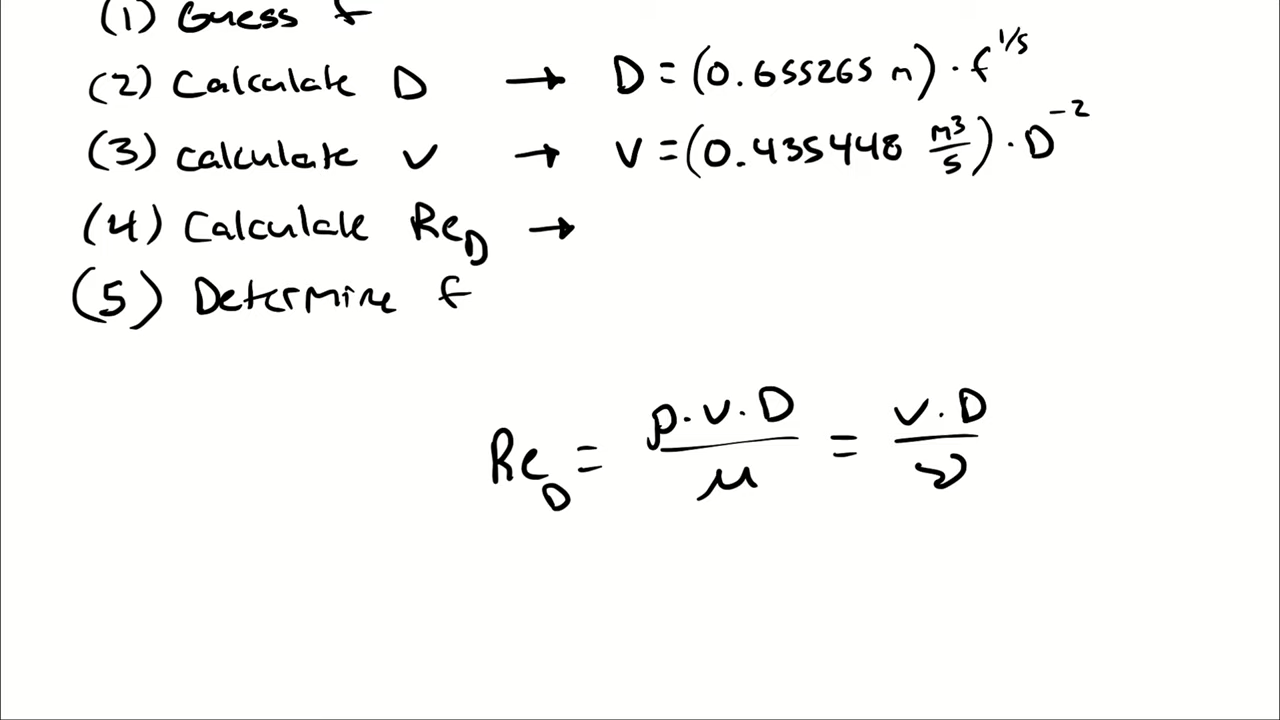 (1) Guess f
(2) Calculate D → D = (0.655265 m) · f^1/5
(3) Calculate v → v = (0.435448 m³/s) · D⁻²
(4) Calculate Re_D →
(5) Determine f
Re_D = ρ · v · D / μ = v · D / ν